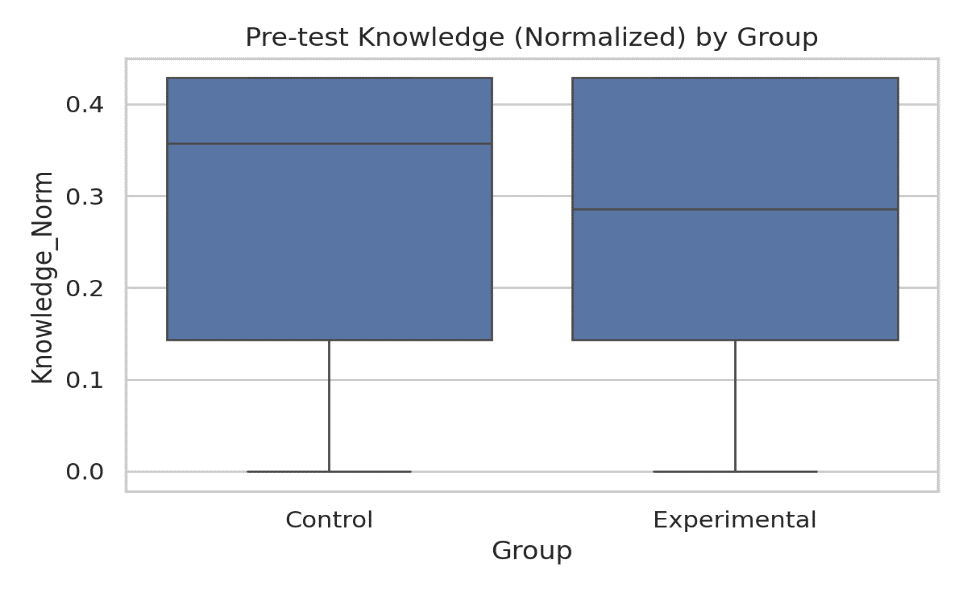 Pre-test Knowledge (Normalized) by Group
Knowledge_Norm
0.4
0.3
0.2
0.1
0.0
Control
Experimental
Group